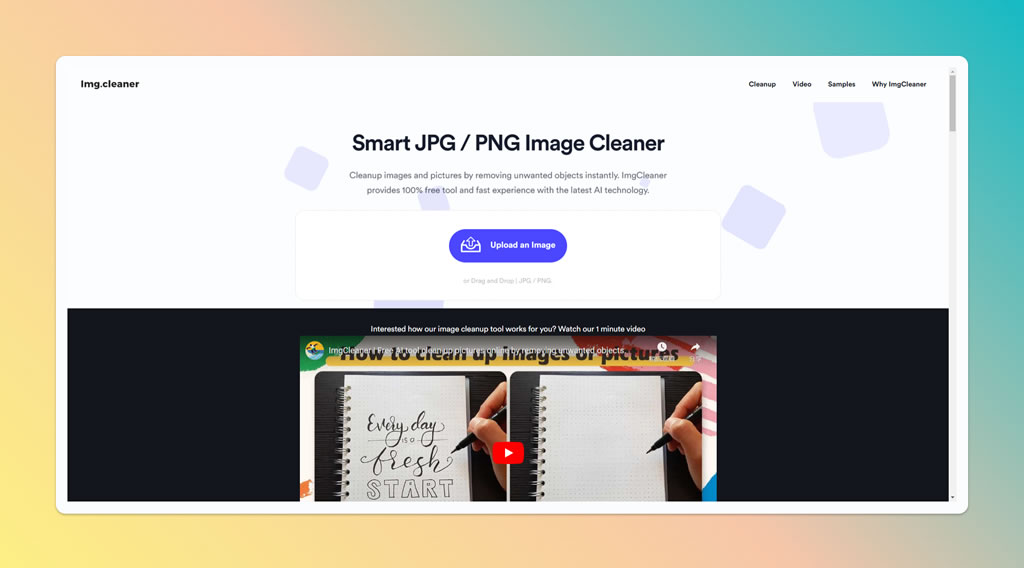 Img.cleaner
Cleanup Video Samples Why ImgCleaner
Smart JPG / PNG Image Cleaner
Cleanup images and pictures by removing unwanted objects instantly. ImgCleaner
provides 100% free tool and fast experience with the latest AI technology.
Upload an Image
or Drag and Drop | JPG / PNG
Interested how our image cleanup tool works for you? Watch our 1 minute video
ImgCleaner | Free AI tool clean up pictures online by removing unwanted objects.
How to clean up images or pictures
Every day
IS a
fresh
START